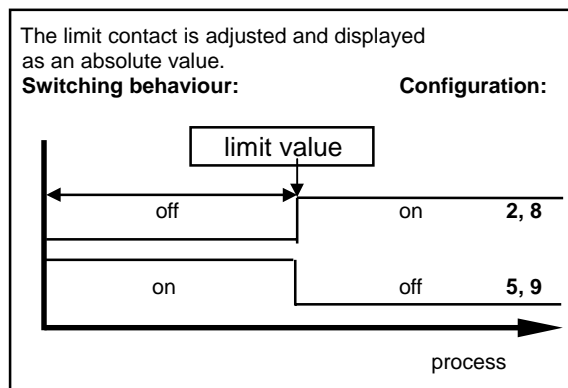 The limit contact is adjusted and displayed
as an absolute value.
Switching behaviour: Configuration:
limit value
off on 2, 8
on off 5, 9
process